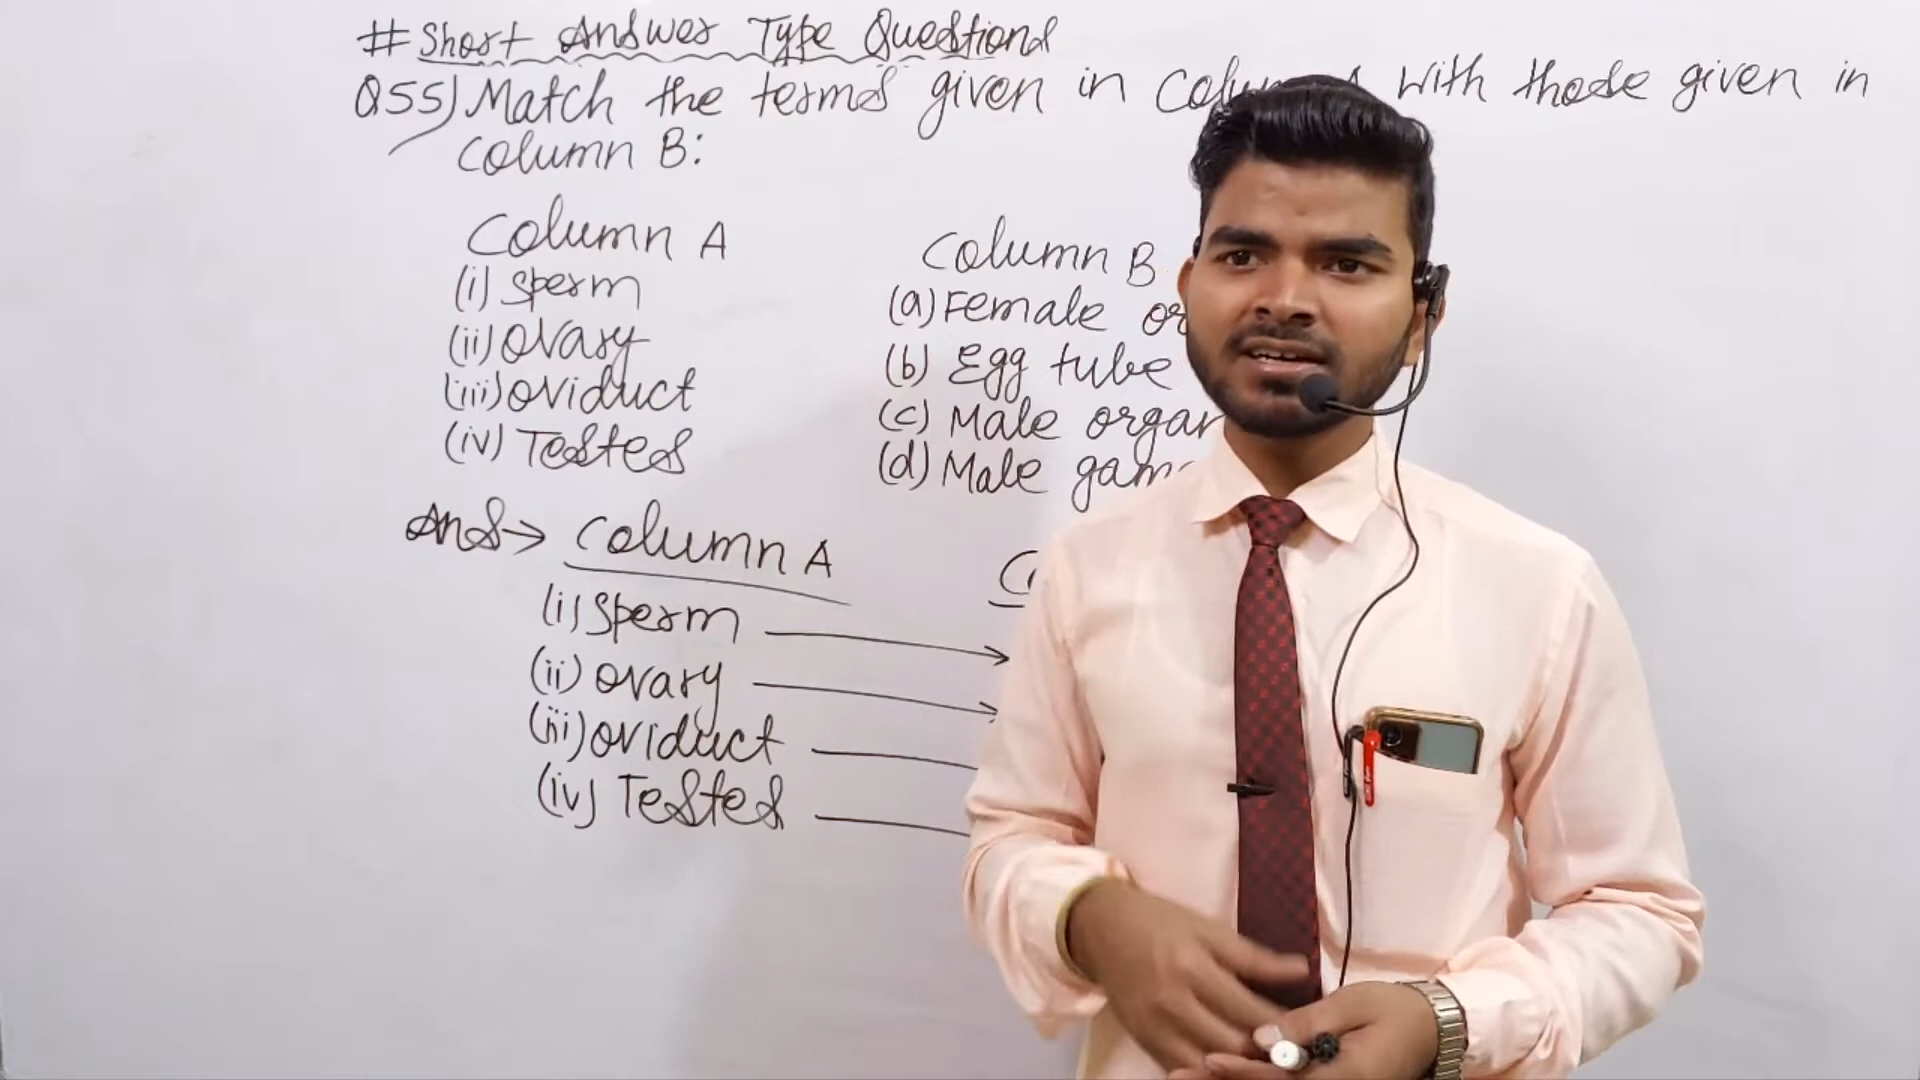 # Short Answer Type Questions
Q55) Match the terms given in with those given in
column B:
Column A
(i) Sperm
(ii) Ovary
(iii) Oviduct
(iv) Testes
Column B
(a) Female
(b) Egg tube
(c) Male
(d) Male
Ans → Column A
(i) Sperm
(ii) Ovary
(iii) Oviduct
(iv) Testes